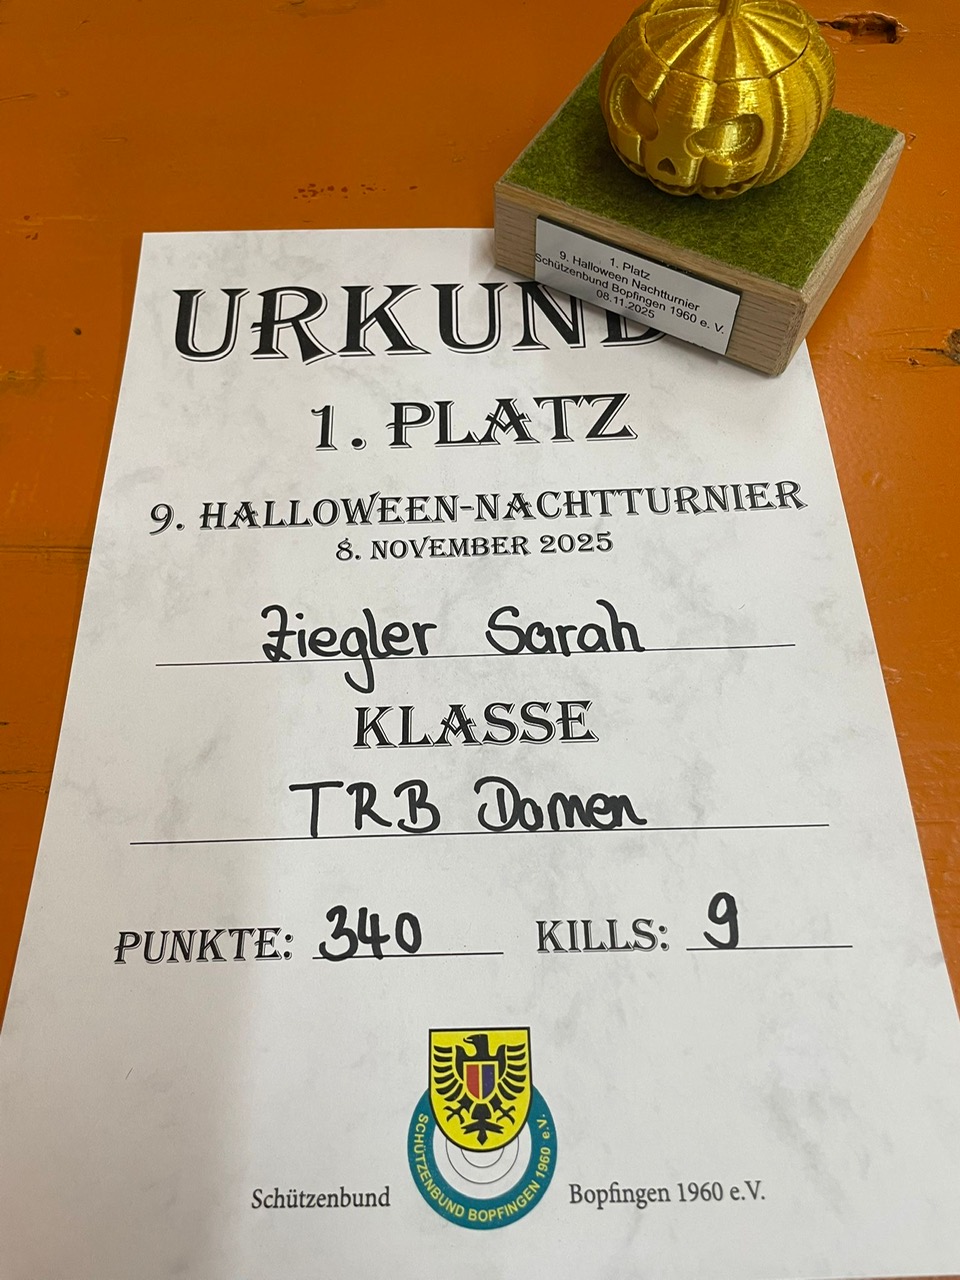 1. Platz
9. Halloween Nachtturnier
Schützenbund Bopfingen 1960 e. V.
08.11.2025
URKUND
1. PLATZ
9. HALLOWEEN-NACHTTURNIER
8. NOVEMBER 2025
Ziegler Sarah
KLASSE
TRB Damen
PUNKTE: 340 KILLS: 9
SCHÜTZENBUND BOPFINGEN 1960 e.V.
Schützenbund Bopfingen 1960 e.V.